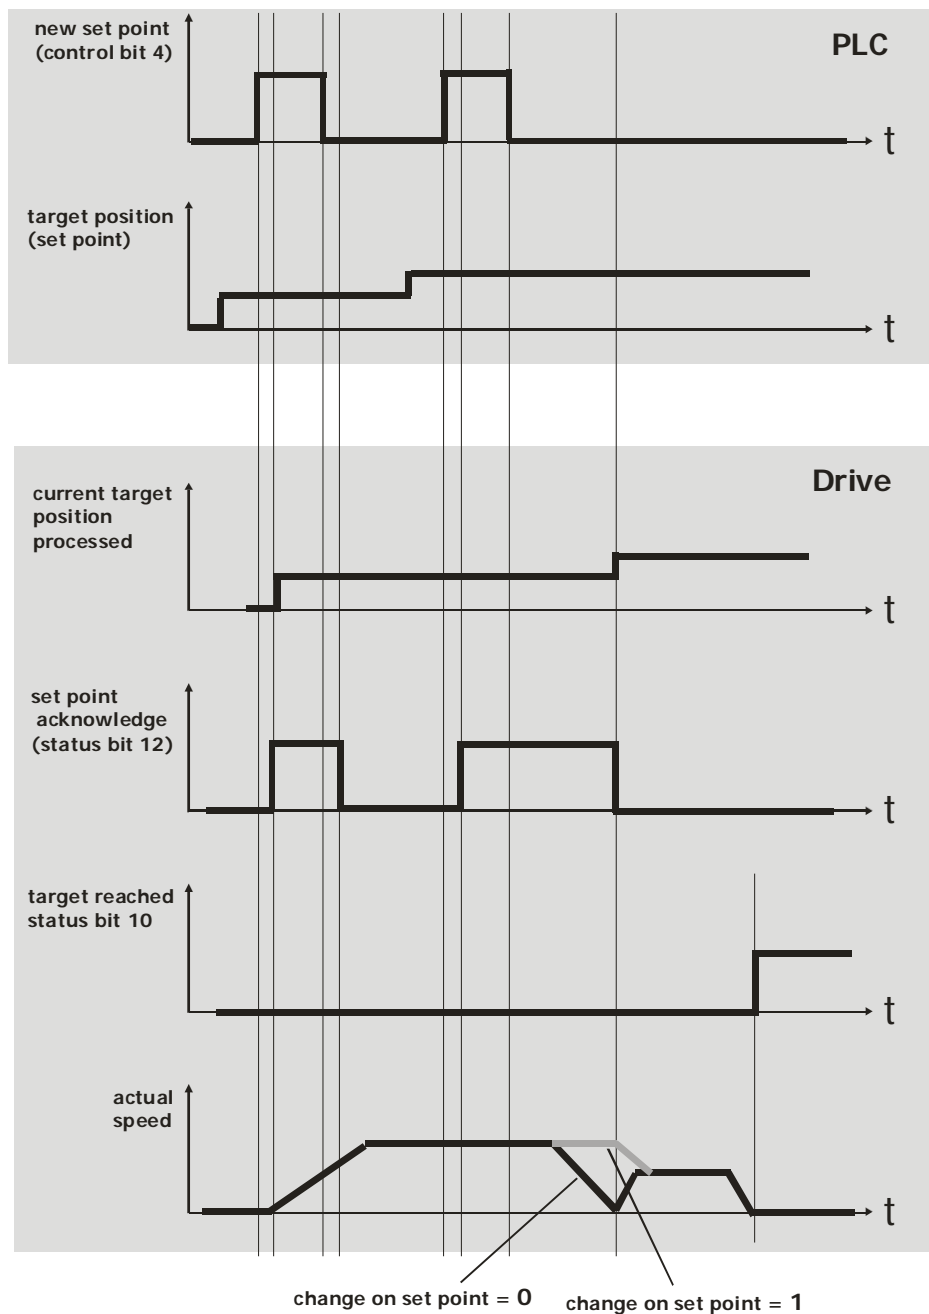 new set point
(control bit 4)
PLC
t
target position
(set point)
t
current target
position
processed
Drive
t
set point
acknowledge
(status bit 12)
t
target reached
status bit 10
t
actual
speed
t
change on set point = 0
change on set point = 1